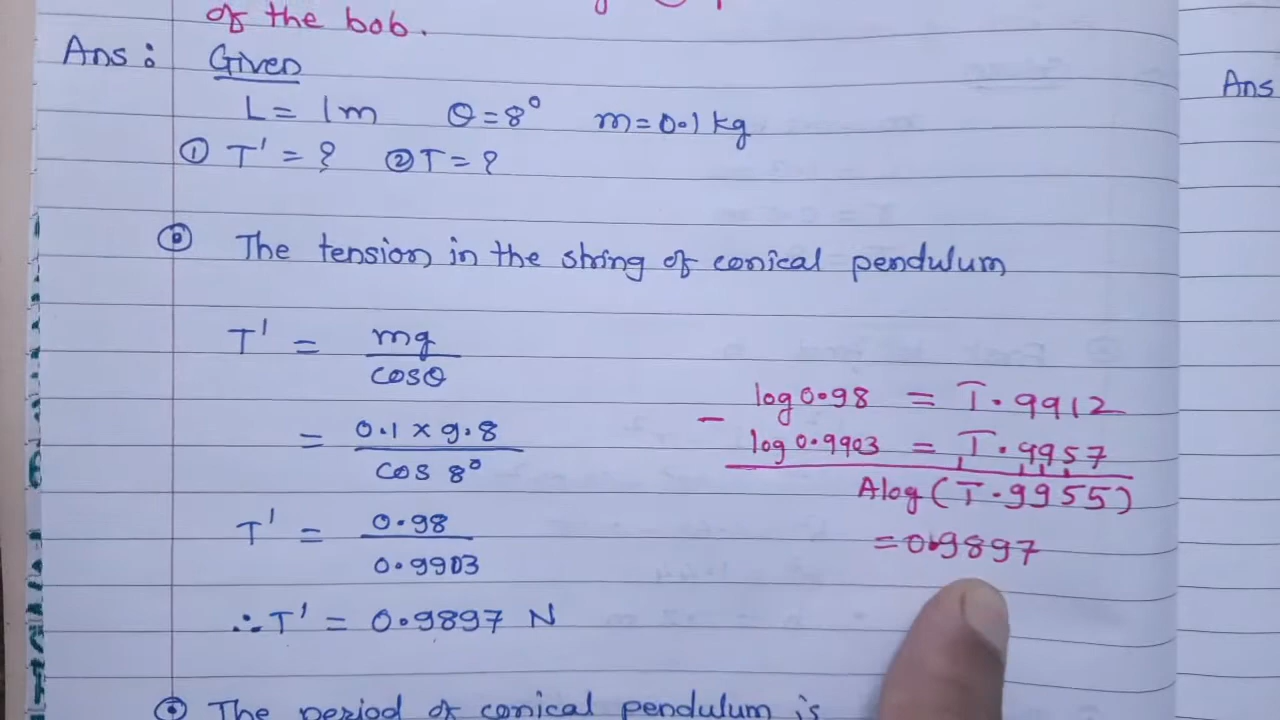 of the bob.
Ans : Given
L = 1m θ = 8° m = 0.1 kg
① T' = ? ② T = ?
① The tension in the string of conical pendulum
T' = mg / cosθ
= 0.1 × 9.8 / cos 8°
T' = 0.98 / 0.9903
∴ T' = 0.9897 N
log 0.98 = 1̅.9912
- log 0.9903 = 1̅.9957
Alog (1̅.9955)
= 0.9897
② The period of conical pendulum is
Ans